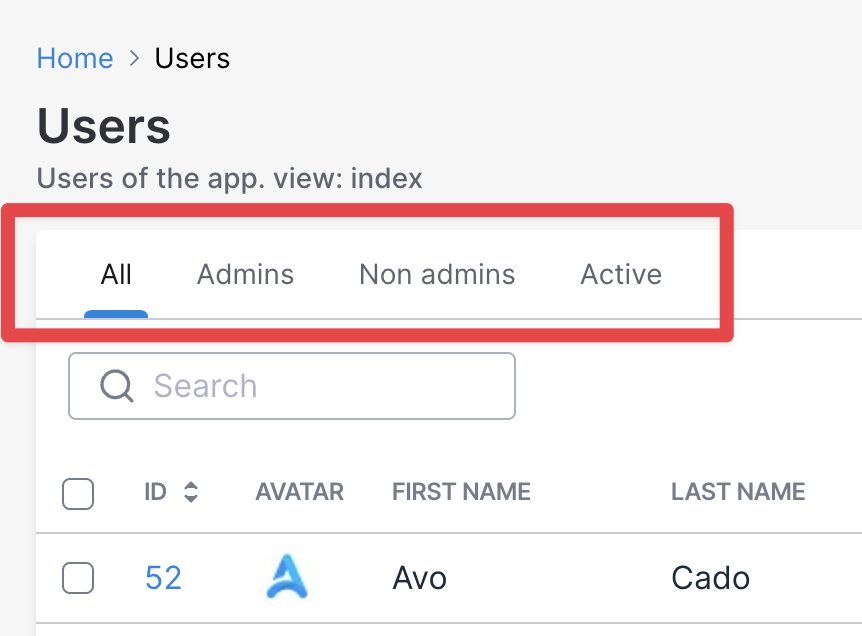 Home > Users
Users
Users of the app. view: index
All Admins Non admins Active
Search
ID AVATAR FIRST NAME LAST NAME
52 Avo Cado